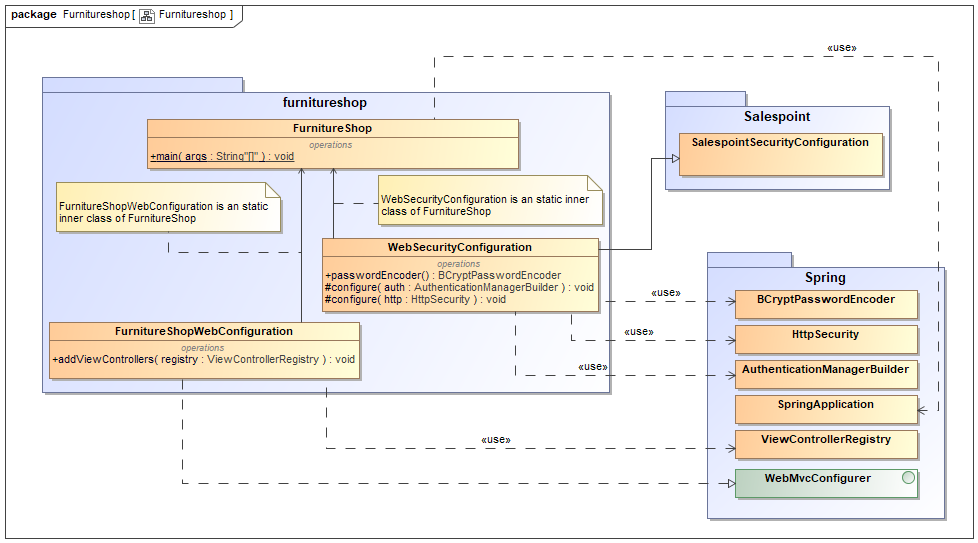 package Furnitureshop [ Furnitureshop ]
«use»
furnitureshop
FurnitureShop
operations
+main( args : String"[]" ) : void
Salespoint
SalespointSecurityConfiguration
FurnitureShopWebConfiguration is an static
inner class of FurnitureShop
WebSecurityConfiguration is an static inner
class of FurnitureShop
WebSecurityConfiguration
operations
+passwordEncoder() : BCryptPasswordEncoder
#configure( auth : AuthenticationManagerBuilder ) : void
#configure( http : HttpSecurity ) : void
Spring
«use»
BCryptPasswordEncoder
«use»
HttpSecurity
«use»
AuthenticationManagerBuilder
SpringApplication
FurnitureShopWebConfiguration
operations
+addViewControllers( registry : ViewControllerRegistry ) : void
«use»
ViewControllerRegistry
WebMvcConfigurer